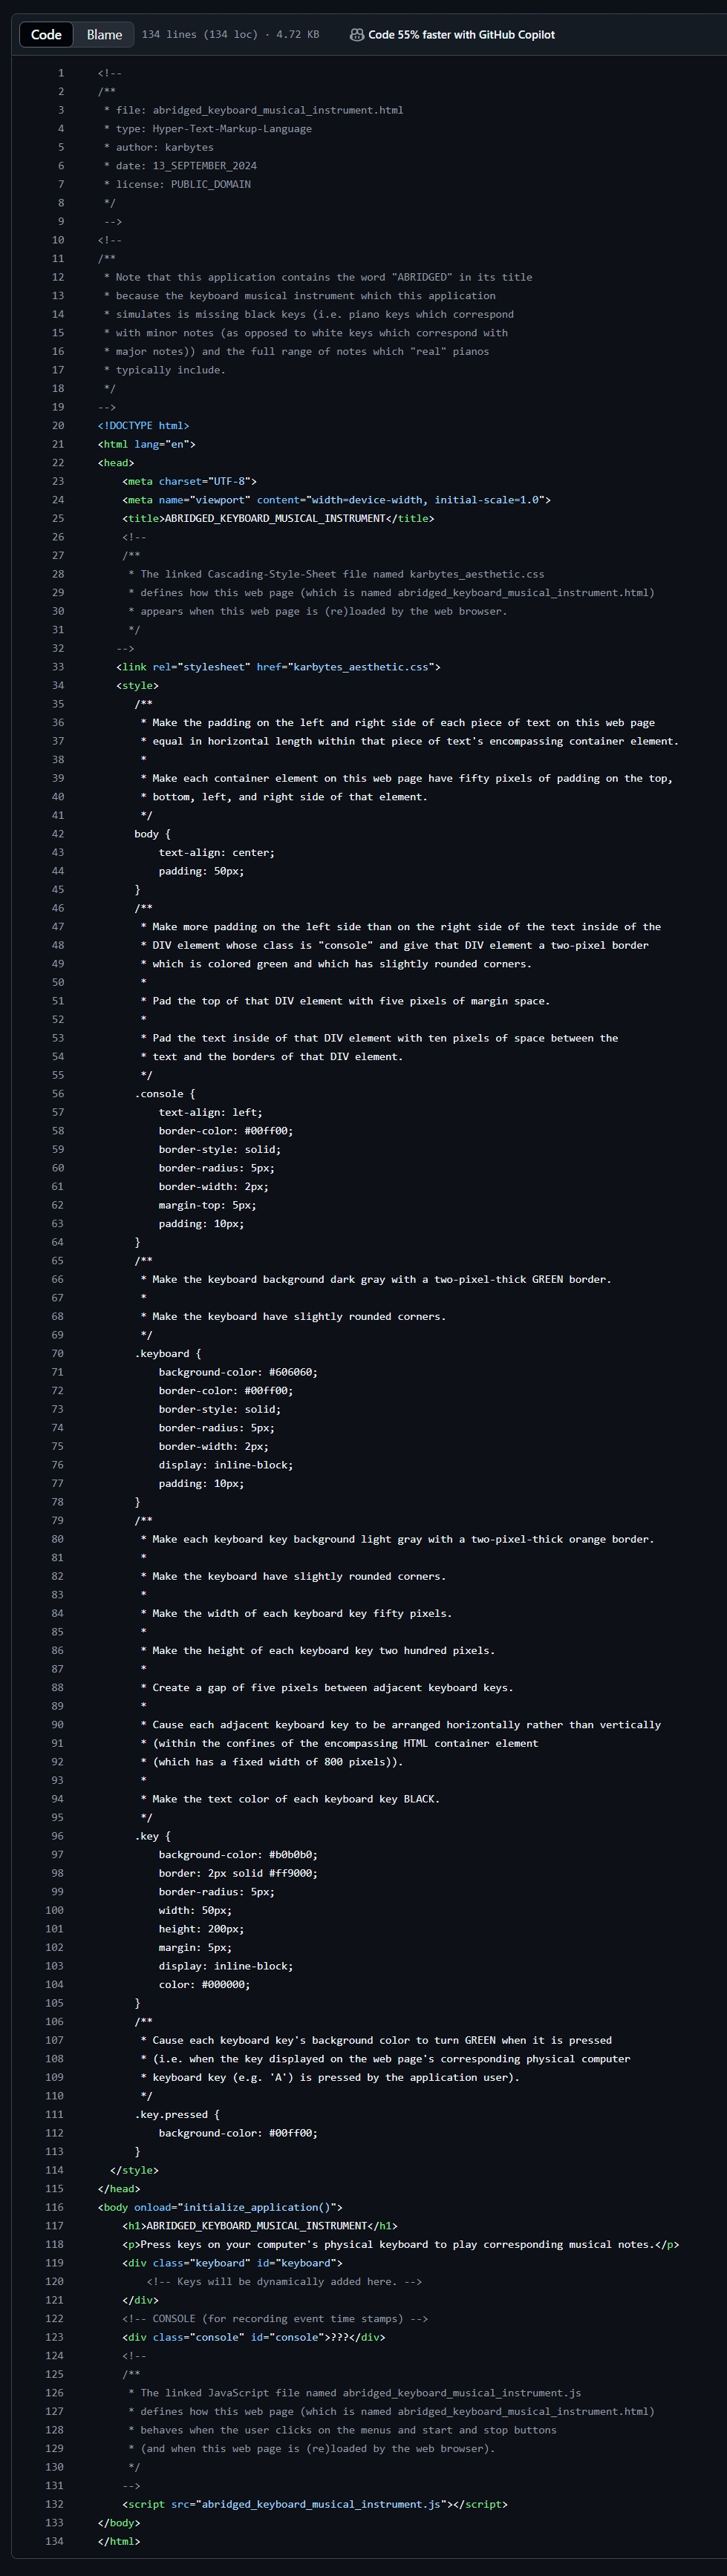 Code Blame 134 lines (134 loc) · 4.72 KB Code 55% faster with GitHub Copilot
1 <!--
2 /**
3  * file: abridged_keyboard_musical_instrument.html
4  * type: Hyper-Text-Markup-Language
5  * author: karbytes
6  * date: 13_SEPTEMBER_2024
7  * license: PUBLIC_DOMAIN
8  */
9  -->
10 <!--
11 /**
12  * Note that this application contains the word "ABRIDGED" in its title
13  * because the keyboard musical instrument which this application
14  * simulates is missing black keys (i.e. piano keys which correspond
15  * with minor notes (as opposed to white keys which correspond with
16  * major notes)) and the full range of notes which "real" pianos
17  * typically include.
18  */
19 -->
20 <!DOCTYPE html>
21 <html lang="en">
22 <head>
23     <meta charset="UTF-8">
24     <meta name="viewport" content="width=device-width, initial-scale=1.0">
25     <title>ABRIDGED_KEYBOARD_MUSICAL_INSTRUMENT</title>
26     <!--
27     /**
28      * The linked Cascading-Style-Sheet file named karbytes_aesthetic.css
29      * defines how this web page (which is named abridged_keyboard_musical_instrument.html)
30      * appears when this web page is (re)loaded by the web browser.
31      */
32    -->
33    <link rel="stylesheet" href="karbytes_aesthetic.css">
34    <style>
35       /**
36        * Make the padding on the left and right side of each piece of text on this web page
37        * equal in horizontal length within that piece of text's encompassing container element.
38        *
39        * Make each container element on this web page have fifty pixels of padding on the top,
40        * bottom, left, and right side of that element.
41        */
42       body {
43           text-align: center;
44           padding: 50px;
45       }
46       /**
47        * Make more padding on the left side than on the right side of the text inside of the
48        * DIV element whose class is "console" and give that DIV element a two-pixel border
49        * which is colored green and which has slightly rounded corners.
50        *
51        * Pad the top of that DIV element with five pixels of margin space.
52        *
53        * Pad the text inside of that DIV element with ten pixels of space between the
54        * text and the borders of that DIV element.
55        */
56       .console {
57           text-align: left;
58           border-color: #00ff00;
59           border-style: solid;
60           border-radius: 5px;
61           border-width: 2px;
62           margin-top: 5px;
63           padding: 10px;
64       }
65       /**
66        * Make the keyboard background dark gray with a two-pixel-thick GREEN border.
67        *
68        * Make the keyboard have slightly rounded corners.
69        */
70       .keyboard {
71           background-color: #606060;
72           border-color: #00ff00;
73           border-style: solid;
74           border-radius: 5px;
75           border-width: 2px;
76           display: inline-block;
77           padding: 10px;
78       }
79       /**
80        * Make each keyboard key background light gray with a two-pixel-thick orange border.
81        *
82        * Make the keyboard have slightly rounded corners.
83        *
84        * Make the width of each keyboard key fifty pixels.
85        *
86        * Make the height of each keyboard key two hundred pixels.
87        *
88        * Create a gap of five pixels between adjacent keyboard keys.
89        *
90        * Cause each adjacent keyboard key to be arranged horizontally rather than vertically
91        * (within the confines of the encompassing HTML container element
92        * (which has a fixed width of 800 pixels)).
93        *
94        * Make the text color of each keyboard key BLACK.
95        */
96       .key {
97           background-color: #b0b0b0;
98           border: 2px solid #ff9000;
99           border-radius: 5px;
100           width: 50px;
101           height: 200px;
102           margin: 5px;
103           display: inline-block;
104           color: #000000;
105       }
106       /**
107        * Cause each keyboard key's background color to turn GREEN when it is pressed
108        * (i.e. when the key displayed on the web page's corresponding physical computer
109        * keyboard key (e.g. 'A') is pressed by the application user).
110        */
111       .key.pressed {
112           background-color: #00ff00;
113       }
114   </style>
115 </head>
116 <body onload="initialize_application()">
117     <h1>ABRIDGED_KEYBOARD_MUSICAL_INSTRUMENT</h1>
118     <p>Press keys on your computer's physical keyboard to play corresponding musical notes.</p>
119     <div class="keyboard" id="keyboard">
120         <!-- Keys will be dynamically added here. -->
121     </div>
122     <!-- CONSOLE (for recording event time stamps) -->
123     <div class="console" id="console">???</div>
124     <!--
125     /**
126      * The linked JavaScript file named abridged_keyboard_musical_instrument.js
127      * defines how this web page (which is named abridged_keyboard_musical_instrument.html)
128      * behaves when the user clicks on the menus and start and stop buttons
129      * (and when this web page is (re)loaded by the web browser).
130      */
131     -->
132     <script src="abridged_keyboard_musical_instrument.js"></script>
133 </body>
134 </html>